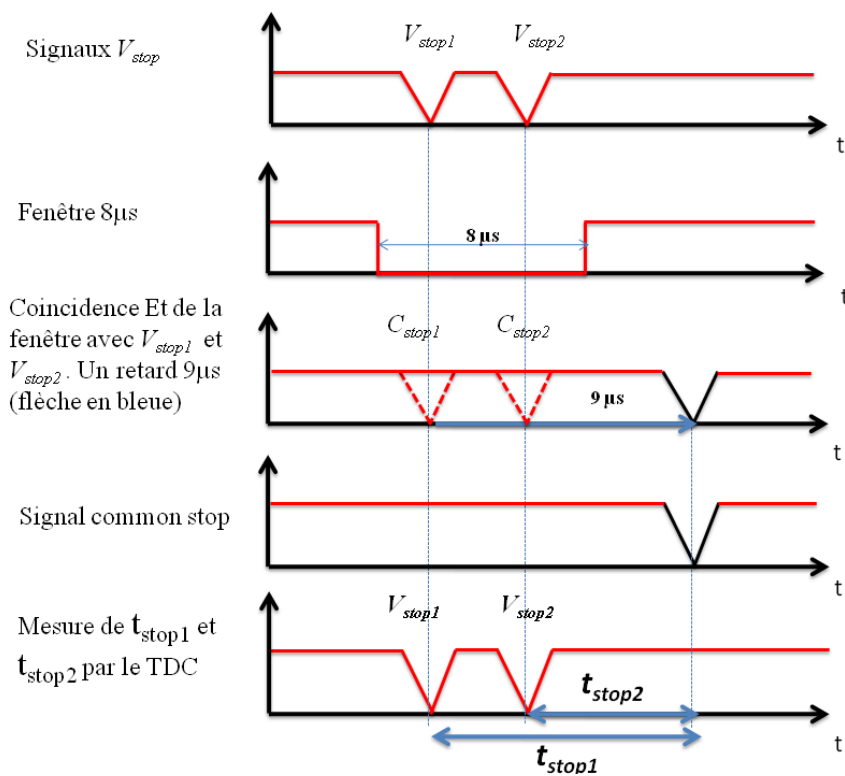 V_stop1 V_stop2
Signaux V_stop
t
Fenêtre 8µs
8 µs
t
Coincidence Et de la
fenêtre avec V_stop1 et
V_stop2. Un retard 9µs
(flèche en bleue)
C_stop1 C_stop2
9 µs
t
Signal common stop
t
V_stop1 V_stop2
Mesure de t_stop1 et
t_stop2 par le TDC
t_stop2
t
t_stop1